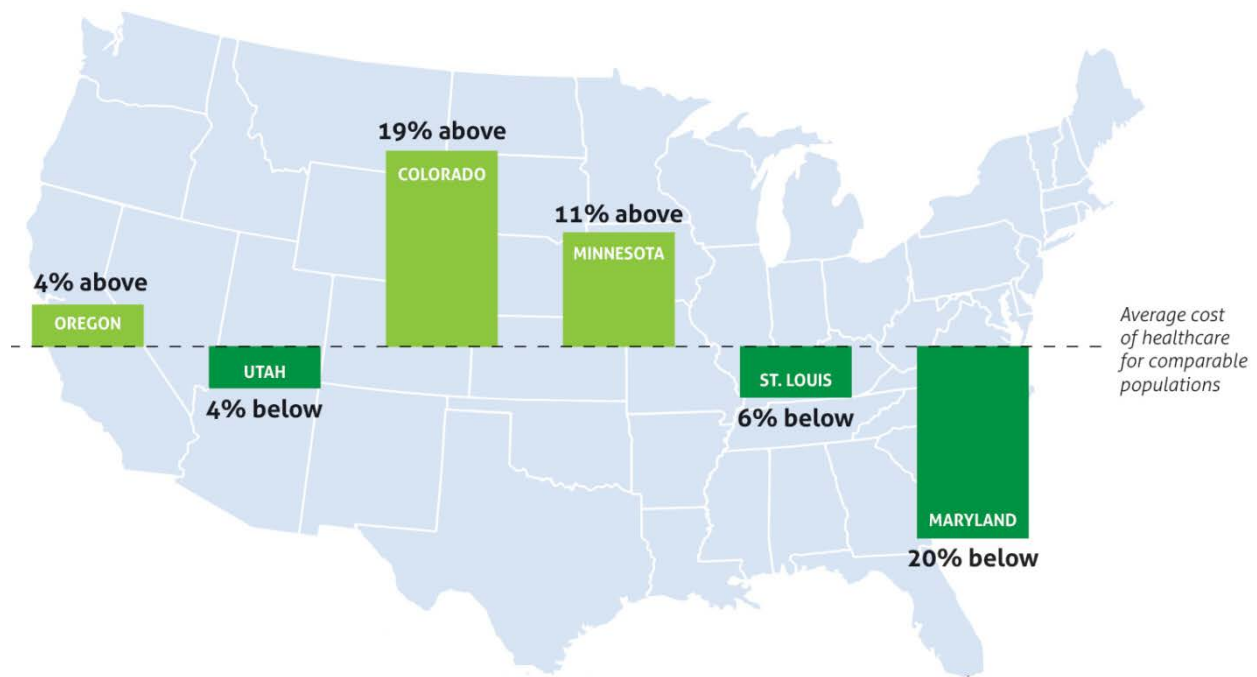 19% above
COLORADO
11% above
MINNESOTA
4% above
OREGON
UTAH
4% below
ST. LOUIS
6% below
MARYLAND
20% below
Average cost
of healthcare
for comparable
populations